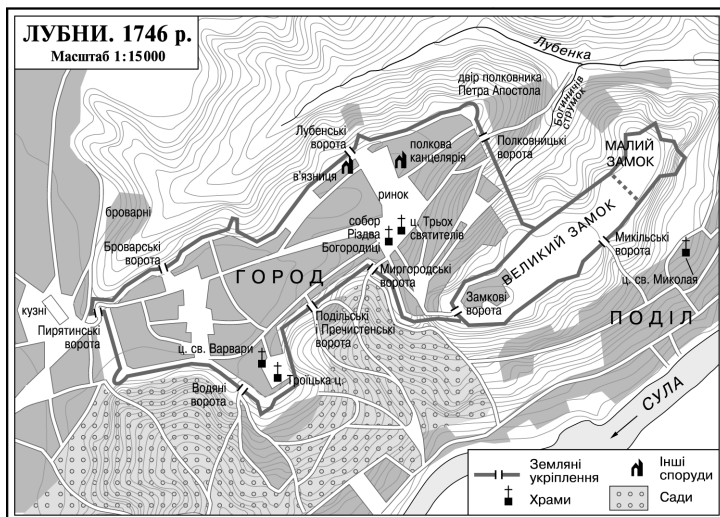 ЛУБНИ. 1746 р.
Масштаб 1:15000
Лубенка
двір полковника
Петра Апостола
Богиничів
струмок
Лубенські
ворота
полкова
канцелярія
Полковницькі
ворота
МАЛИЙ
ЗАМОК
в'язниця
ринок
броварні
собор
Різдва
Богородиці
ц. Трьох
святителів
ВЕЛИКИЙ ЗАМОК
Броварські
ворота
ГОРОД
Миргородські
ворота
Микільські
ворота
ц. св. Миколая
Замкові
ворота
кузні
Пирятинські
ворота
Подільські
і Пречистенські
ворота
ПОДІЛ
ц. св. Варвари
Троїцька ц.
Водяні
ворота
СУЛА
Земляні
укріплення
Інші
споруди
Храми
Сади